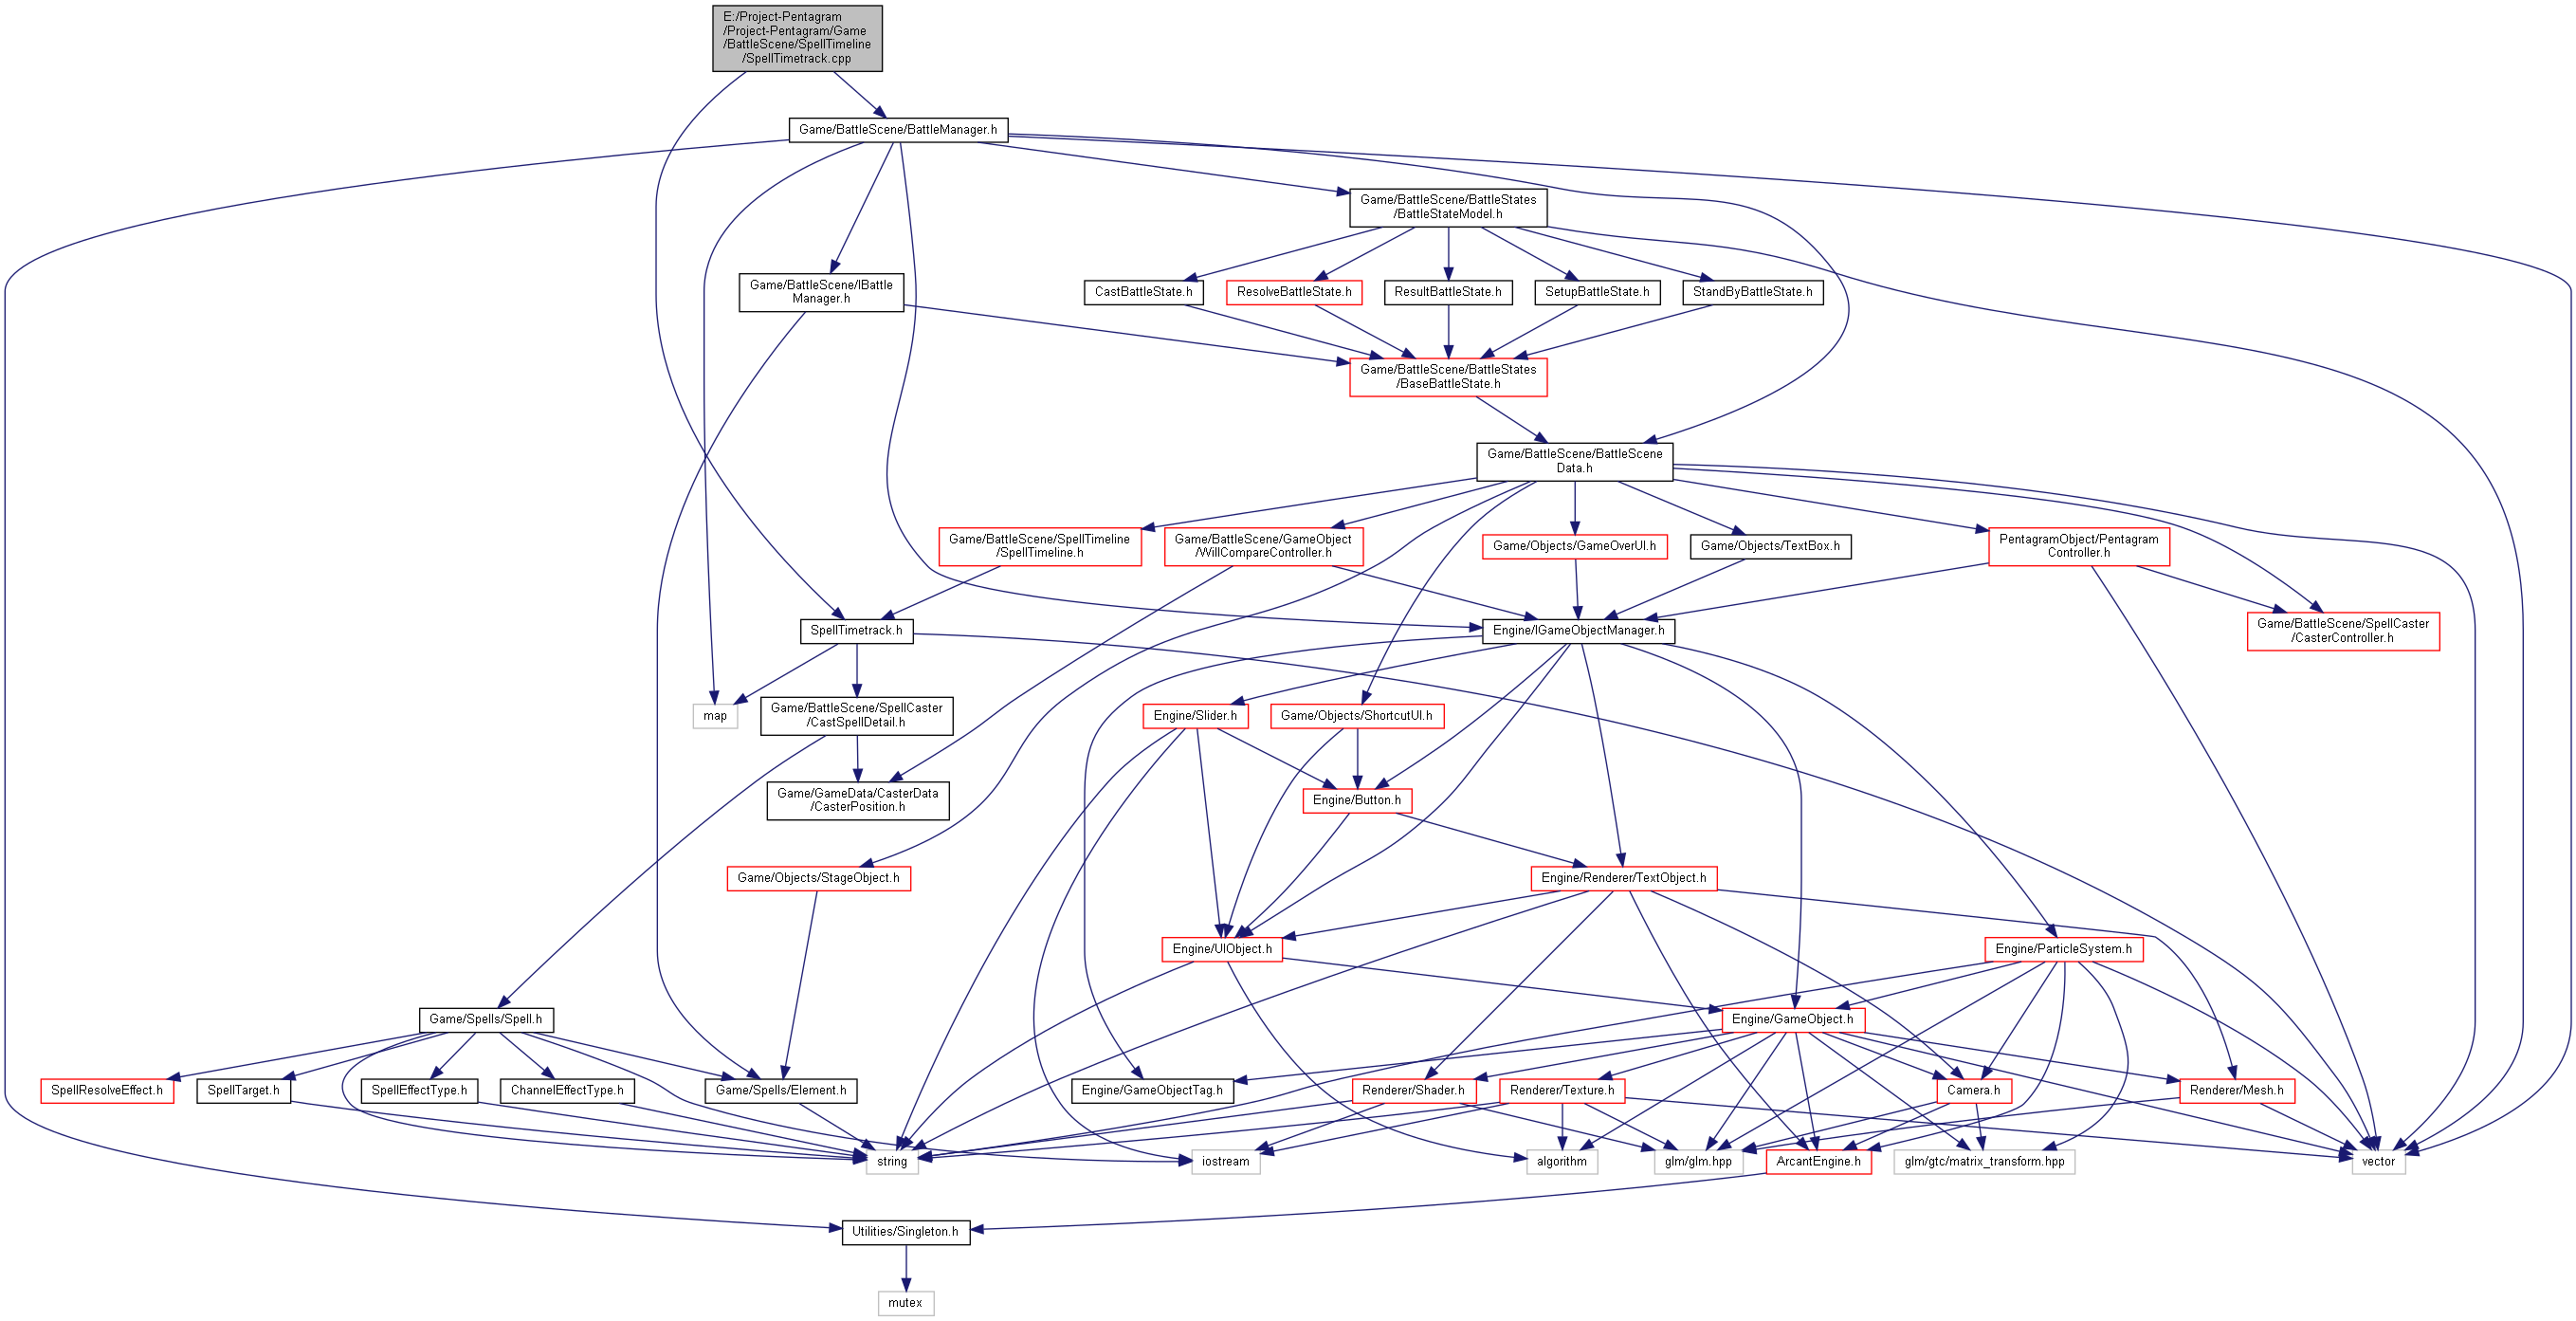 E:/Project-Pentagram
/Project-Pentagram/Game
/BattleScene/SpellTimeline
/SpellTimetrack.cpp
Game/BattleScene/BattleManager.h
Game/BattleScene/BattleStates
/BattleStateModel.h
Game/BattleScene/IBattle
Manager.h
CastBattleState.h
ResolveBattleState.h
ResultBattleState.h
SetupBattleState.h
StandByBattleState.h
Game/BattleScene/BattleStates
/BaseBattleState.h
Game/BattleScene/BattleScene
Data.h
Game/BattleScene/SpellTimeline
/SpellTimeline.h
Game/BattleScene/GameObject
/WillCompareController.h
Game/Objects/GameOverUI.h
Game/Objects/TextBox.h
PentagramObject/Pentagram
Controller.h
SpellTimetrack.h
Engine/IGameObjectManager.h
Game/BattleScene/SpellCaster
/CasterController.h
map
Game/BattleScene/SpellCaster
/CastSpellDetail.h
Engine/Slider.h
Game/Objects/ShortcutUI.h
Game/GameData/CasterData
/CasterPosition.h
Engine/Button.h
Game/Objects/StageObject.h
Engine/Renderer/TextObject.h
Engine/UIObject.h
Engine/ParticleSystem.h
Game/Spells/Spell.h
Engine/GameObject.h
SpellResolveEffect.h
SpellTarget.h
SpellEffectType.h
ChannelEffectType.h
Game/Spells/Element.h
Engine/GameObjectTag.h
Renderer/Shader.h
Renderer/Texture.h
Camera.h
Renderer/Mesh.h
string
iostream
algorithm
glm/glm.hpp
ArcantEngine.h
glm/gtc/matrix_transform.hpp
vector
Utilities/Singleton.h
mutex